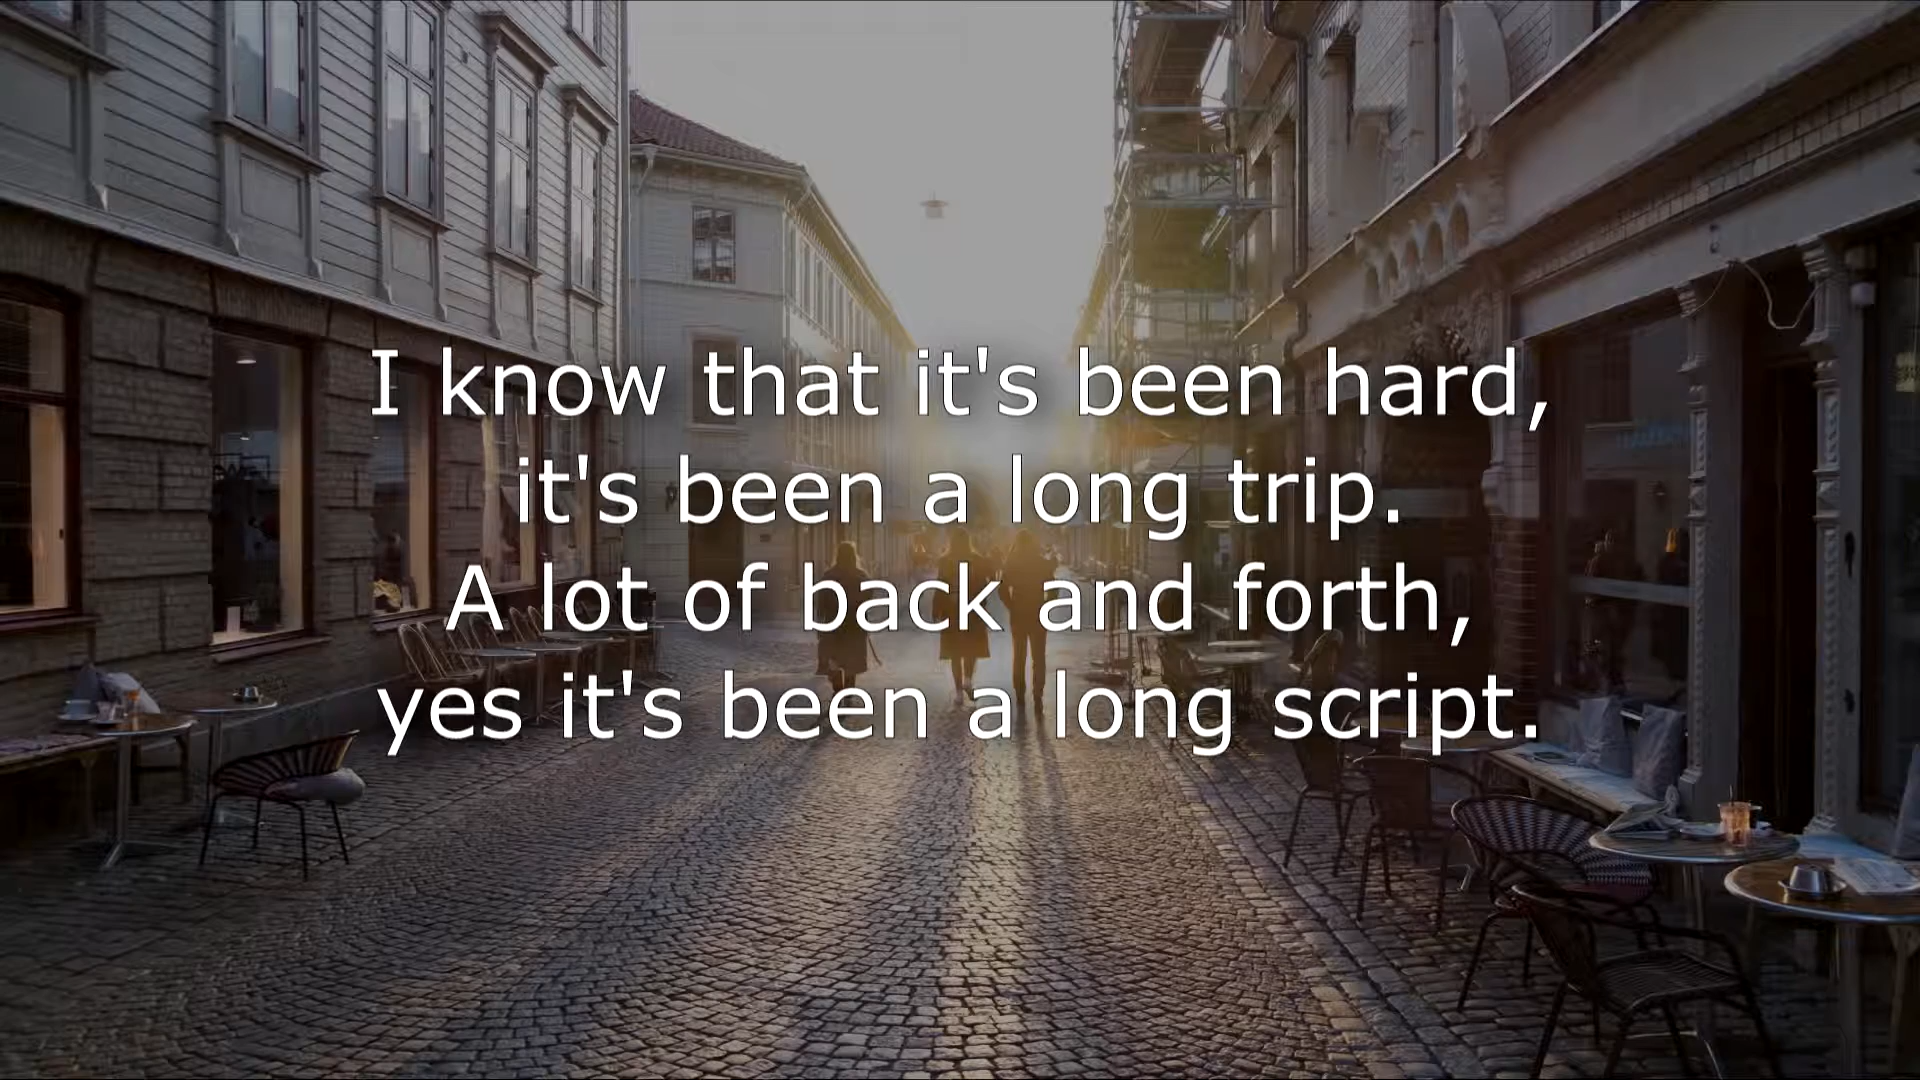 I know that it's been hard,
it's been a long trip.
A lot of back and forth,
yes it's been a long script.